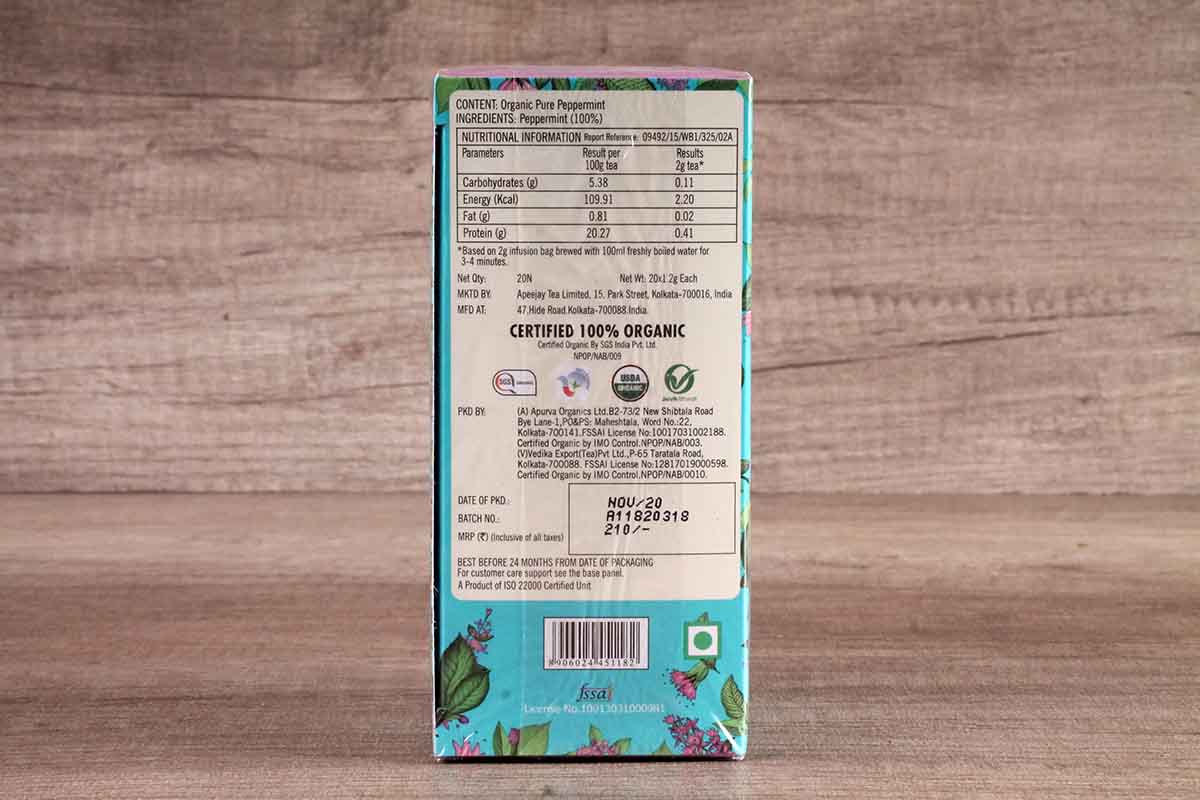 CONTENT: Organic Pure Peppermint
INGREDIENTS: Peppermint (100%)
NUTRITIONAL INFORMATION Report Reference: 09492/15/WB1/325/02A
Parameters Result per 100g tea Results 2g tea*
Carbohydrates (g) 5.38 0.11
Energy (Kcal) 109.91 2.20
Fat (g) 0.81 0.02
Protein (g) 20.27 0.41
*Based on 2g infusion bag brewed with 100ml freshly boiled water for
3-4 minutes.
Net Qty: 20N Net Wt: 20x1.2g Each
MKTD BY: Apeejay Tea Limited, 15, Park Street, Kolkata-700016, India
MFD AT: 47,Hide Road,Kolkata-700088.India.
CERTIFIED 100% ORGANIC
Certified Organic By SGS India Pvt. Ltd.
NPOP/NAB/009
SGS ORGANIC USDA ORGANIC
PKD BY: (A) Apurva Organics Ltd.B2-73/2 New Shibtala Road
Bye Lane-1,PO&PS: Maheshtala, Word No.:22,
Kolkata-700141.FSSAI License No:10017031002188.
Certified Organic by IMO Control.NPOP/NAB/003.
(V)Vedika Export(Tea)Pvt Ltd.,P-65 Taratala Road,
Kolkata-700088. FSSAI License No:12817019000598.
Certified Organic by IMO Control.NPOP/NAB/0010.
DATE OF PKD.: NOV/20
BATCH NO.: A11820318
MRP (₹) (Inclusive of all taxes) 210/-
BEST BEFORE 24 MONTHS FROM DATE OF PACKAGING
For customer care support see the base panel.
A Product of ISO 22000 Certified Unit
8906024451182
fssai
License No.10013031000981